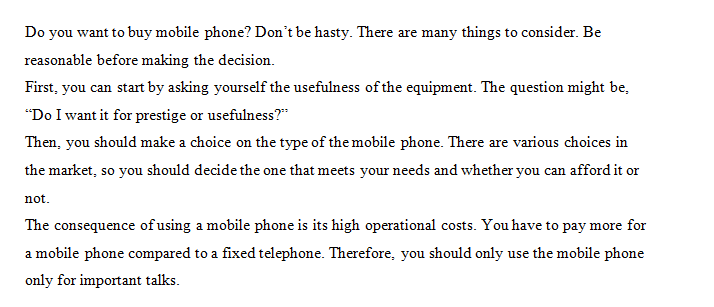 Do you want to buy mobile phone? Don't be hasty. There are many things to consider. Be
reasonable before making the decision.
First, you can start by asking yourself the usefulness of the equipment. The question might be,
“Do I want it for prestige or usefulness?”
Then, you should make a choice on the type of the mobile phone. There are various choices in
the market, so you should decide the one that meets your needs and whether you can afford it or
not.
The consequence of using a mobile phone is its high operational costs. You have to pay more for
a mobile phone compared to a fixed telephone. Therefore, you should only use the mobile phone
only for important talks.